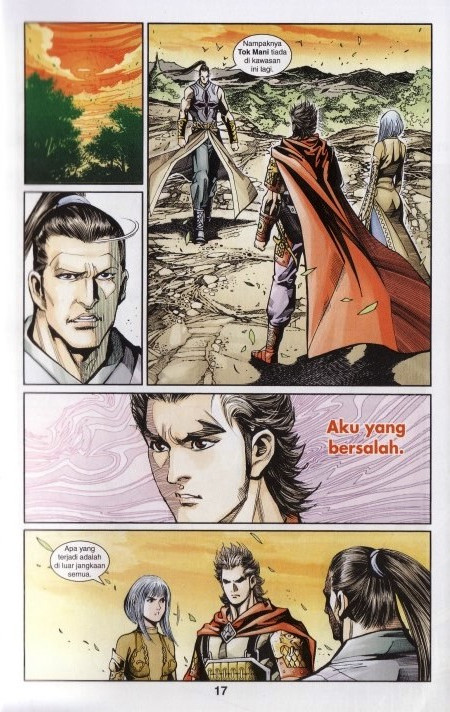 Nampaknya
Tok Mani tiada
di kawasan
ini lagi.
Aku yang
bersalah.
Apa yang
terjadi adalah
di luar jangkaan
semua.
17